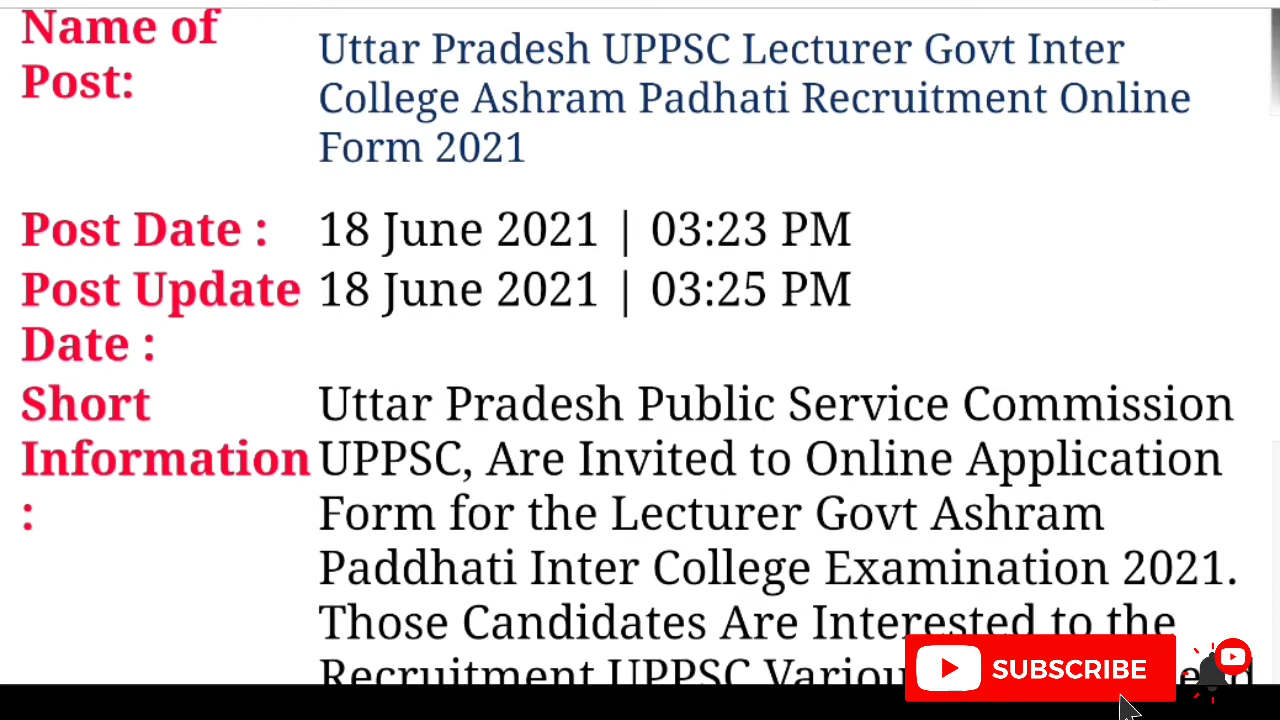 Name of
Post:
Uttar Pradesh UPPSC Lecturer Govt Inter
College Ashram Padhati Recruitment Online
Form 2021
Post Date : 18 June 2021 | 03:23 PM
Post Update 18 June 2021 | 03:25 PM
Date :
Short Uttar Pradesh Public Service Commission
Information UPPSC, Are Invited to Online Application
: Form for the Lecturer Govt Ashram
Paddhati Inter College Examination 2021.
Those Candidates Are Interested to the
Recruitment UPPSC
SUBSCRIBE